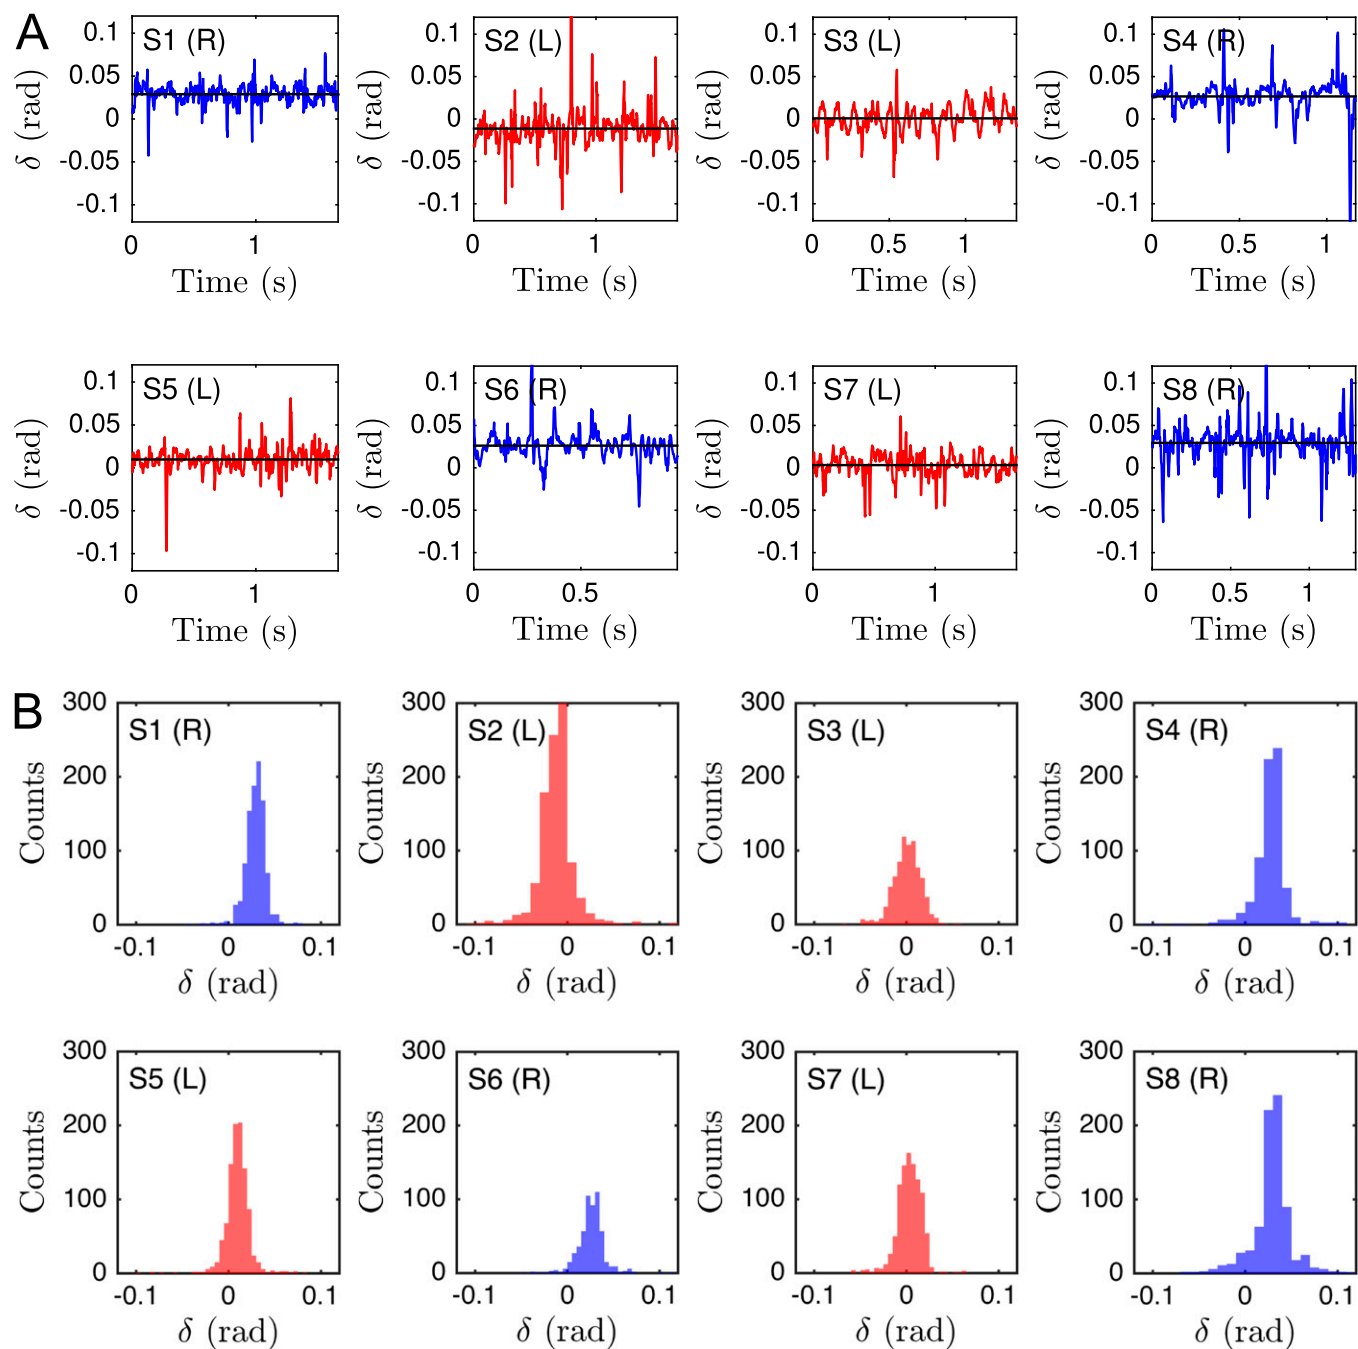 A
S1 (R)
S2 (L)
S3 (L)
S4 (R)
0.1
0.05
0
-0.05
-0.1
δ (rad)
0 1
Time (s)
0.1
0.05
0
-0.05
-0.1
δ (rad)
0 1
Time (s)
0.1
0.05
0
-0.05
-0.1
δ (rad)
0 0.5 1
Time (s)
0.1
0.05
0
-0.05
-0.1
δ (rad)
0 0.5 1
Time (s)
S5 (L)
S6 (R)
S7 (L)
S8 (R)
0.1
0.05
0
-0.05
-0.1
δ (rad)
0 1
Time (s)
0.1
0.05
0
-0.05
-0.1
δ (rad)
0 0.5
Time (s)
0.1
0.05
0
-0.05
-0.1
δ (rad)
0 1
Time (s)
0.1
0.05
0
-0.05
-0.1
δ (rad)
0 0.5 1
Time (s)
B
S1 (R)
S2 (L)
S3 (L)
S4 (R)
300
200
100
0
Counts
-0.1 0 0.1
δ (rad)
300
200
100
0
Counts
-0.1 0 0.1
δ (rad)
300
200
100
0
Counts
-0.1 0 0.1
δ (rad)
300
200
100
0
Counts
-0.1 0 0.1
δ (rad)
S5 (L)
S6 (R)
S7 (L)
S8 (R)
300
200
100
0
Counts
-0.1 0 0.1
δ (rad)
300
200
100
0
Counts
-0.1 0 0.1
δ (rad)
300
200
100
0
Counts
-0.1 0 0.1
δ (rad)
300
200
100
0
Counts
-0.1 0 0.1
δ (rad)